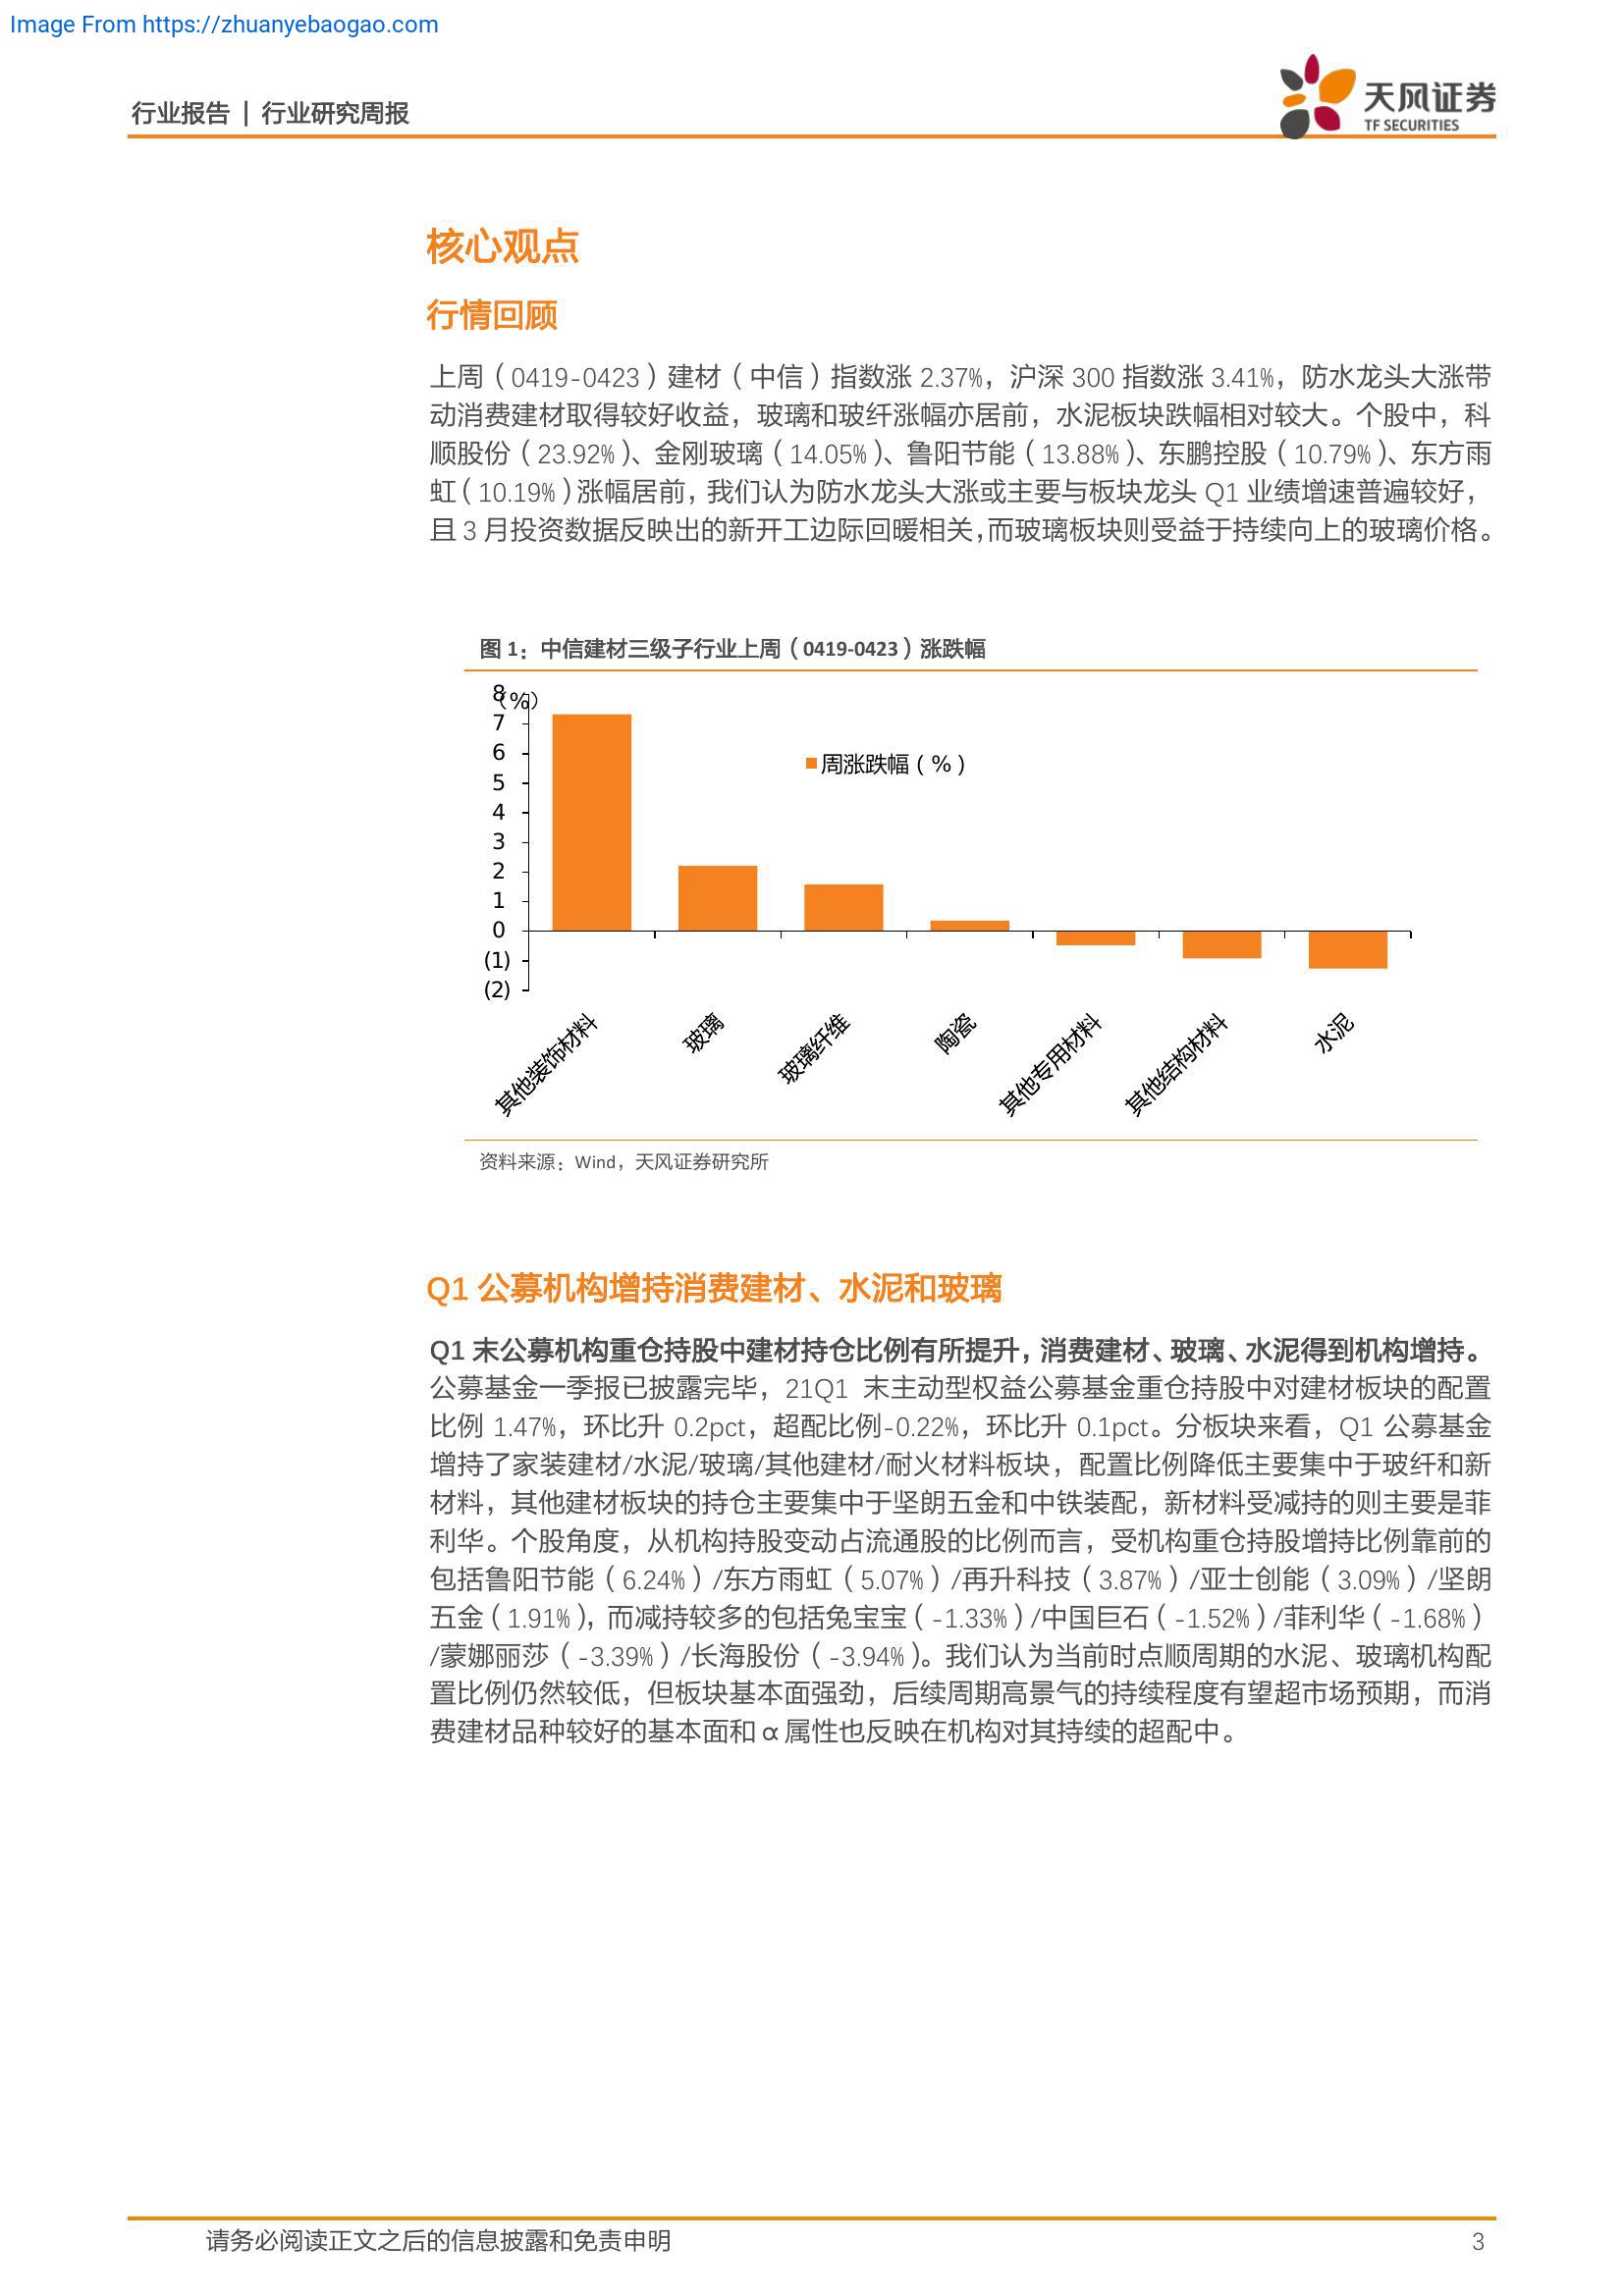 Image From https://zhuanyebaogao.com
行业报告 | 行业研究周报
天风证券
TF SECURITIES
核心观点
行情回顾
上周（0419-0423）建材（中信）指数涨 2.37%，沪深 300 指数涨 3.41%，防水龙头大涨带
动消费建材取得较好收益，玻璃和玻纤涨幅亦居前，水泥板块跌幅相对较大。个股中，科
顺股份（23.92%）、金刚玻璃（14.05%）、鲁阳节能（13.88%）、东鹏控股（10.79%）、东方雨
虹（10.19%）涨幅居前，我们认为防水龙头大涨或主要与板块龙头 Q1 业绩增速普遍较好，
且 3 月投资数据反映出的新开工边际回暖相关，而玻璃板块则受益于持续向上的玻璃价格。
图 1：中信建材三级子行业上周（0419-0423）涨跌幅
（%）
8
7
6
5
4
3
2
1
0
(1)
(2)
周涨跌幅（%）
其他装饰材料
玻璃
玻璃纤维
陶瓷
其他专用材料
其他结构材料
水泥
资料来源：Wind，天风证券研究所
Q1 公募机构增持消费建材、水泥和玻璃
Q1 末公募机构重仓持股中建材持仓比例有所提升，消费建材、玻璃、水泥得到机构增持。
公募基金一季报已披露完毕，21Q1 末主动型权益公募基金重仓持股中对建材板块的配置
比例 1.47%，环比升 0.2pct，超配比例-0.22%，环比升 0.1pct。分板块来看，Q1 公募基金
增持了家装建材/水泥/玻璃/其他建材/耐火材料板块，配置比例降低主要集中于玻纤和新
材料，其他建材板块的持仓主要集中于坚朗五金和中铁装配，新材料受减持的则主要是菲
利华。个股角度，从机构持股变动占流通股的比例而言，受机构重仓持股增持比例靠前的
包括鲁阳节能（6.24%）/东方雨虹（5.07%）/再升科技（3.87%）/亚士创能（3.09%）/坚朗
五金（1.91%），而减持较多的包括兔宝宝（-1.33%）/中国巨石（-1.52%）/菲利华（-1.68%）
/蒙娜丽莎（-3.39%）/长海股份（-3.94%）。我们认为当前时点顺周期的水泥、玻璃机构配
置比例仍然较低，但板块基本面强劲，后续周期高景气的持续程度有望超市场预期，而消
费建材品种较好的基本面和 α 属性也反映在机构对其持续的超配中。
请务必阅读正文之后的信息披露和免责申明
3